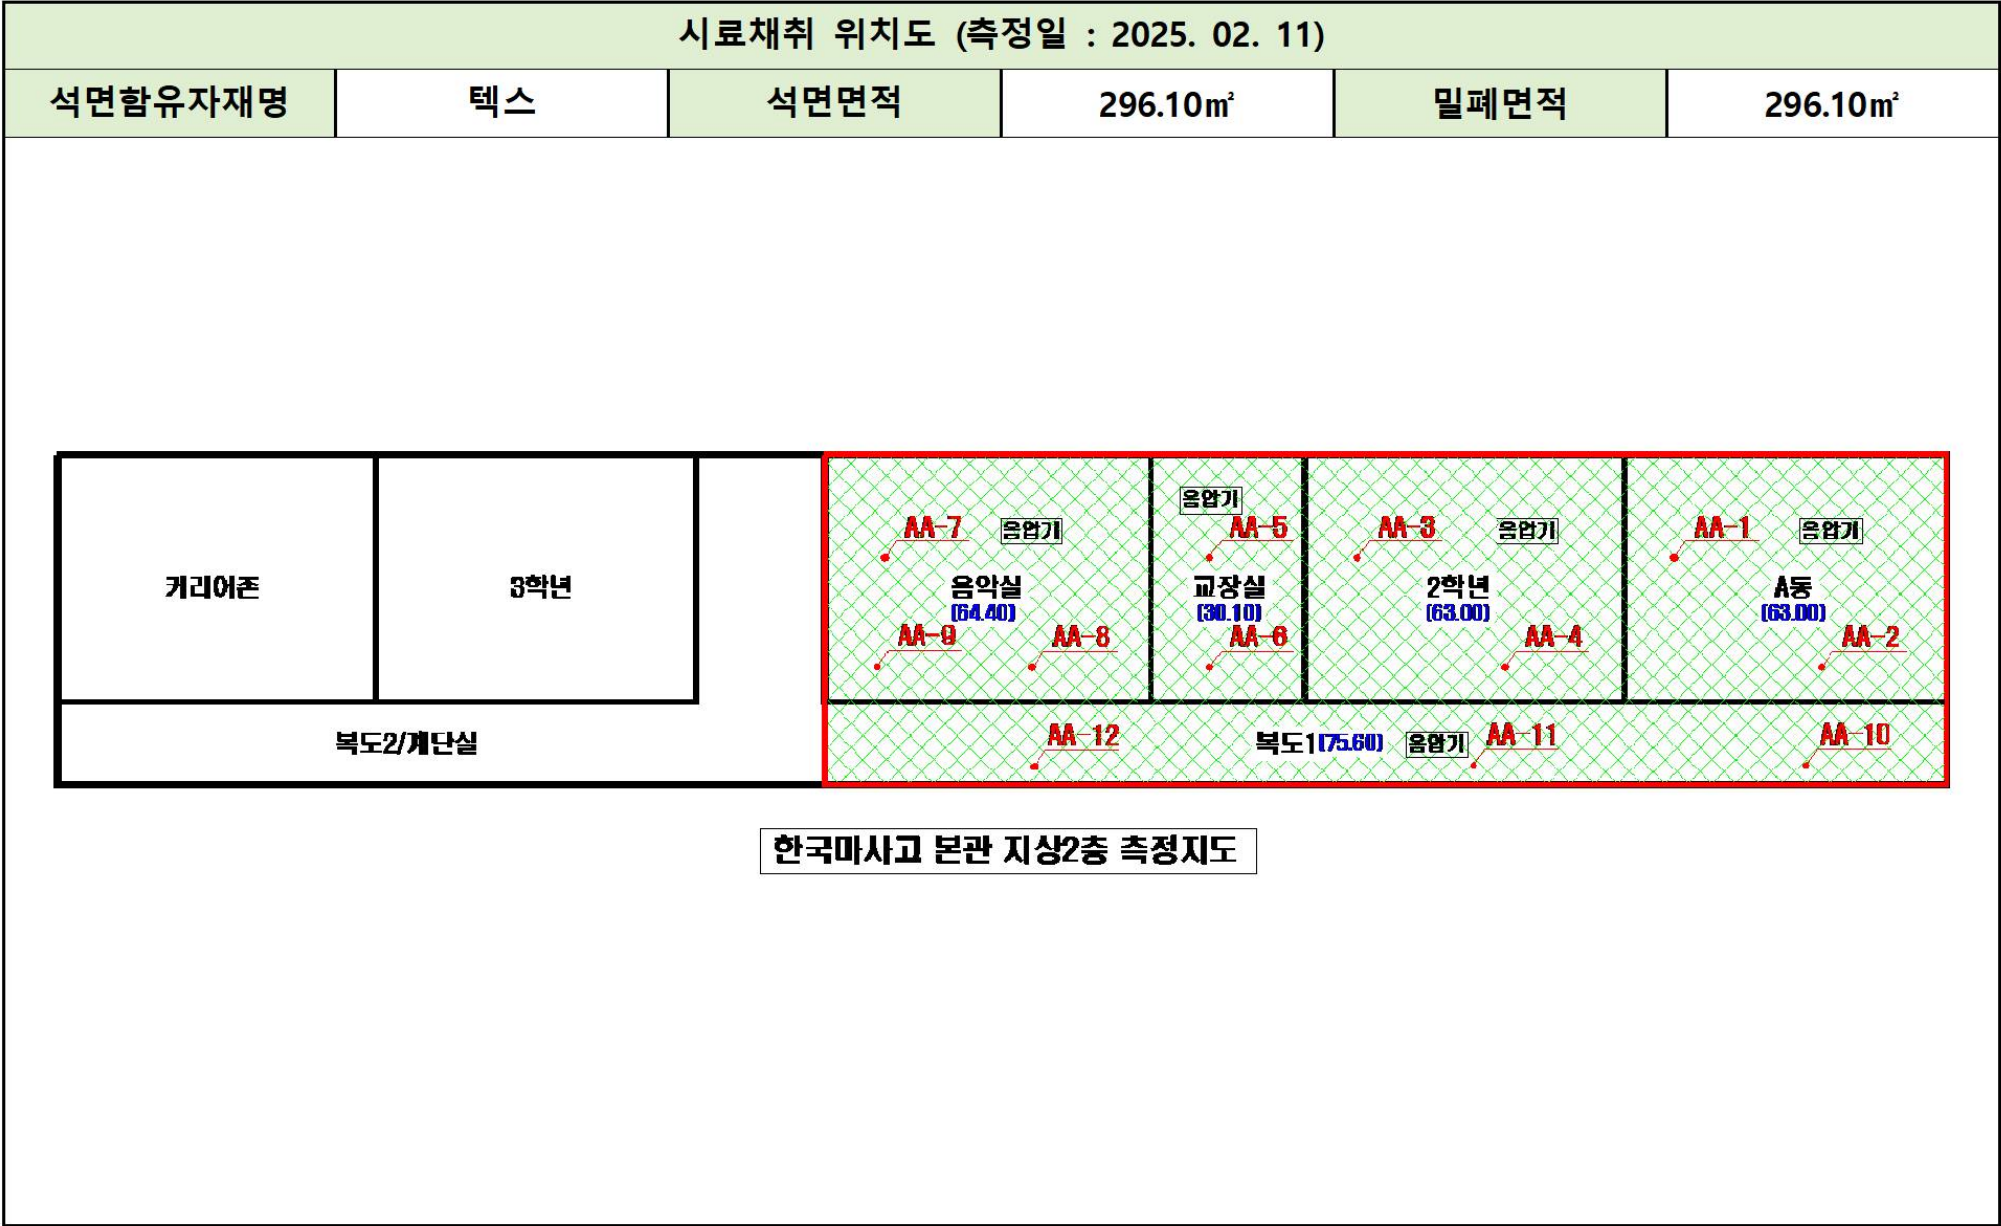 시료채취 위치도 (측정일 : 2025. 02. 11)
석면함유자재명 텍스 석면면적 296.10㎡ 밀폐면적 296.10㎡
음압기
AA-7 음압기 AA-5 AA-3 음압기 AA-1 음압기
커리어존 3학년 음악실 교장실 2학년 A동
(64.40) (30.10) (63.00) (63.00)
AA-9 AA-8 AA-6 AA-4 AA-2
복도2/계단실 AA-12 복도1(75.60) 음압기 AA-11 AA-10
한국마사고 본관 지상2층 측정지도